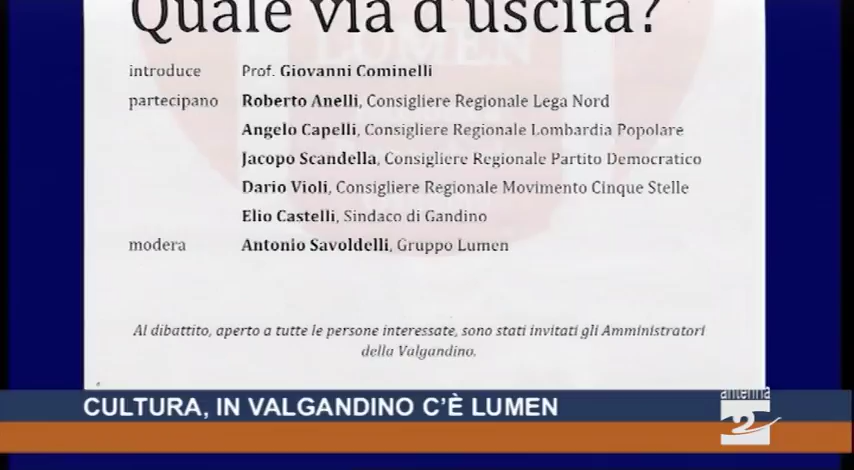 Quale via d'uscita?
LUMEN
introduce Prof. Giovanni Cominelli
partecipano Roberto Anelli, Consigliere Regionale Lega Nord
Angelo Capelli, Consigliere Regionale Lombardia Popolare
Jacopo Scandella, Consigliere Regionale Partito Democratico
Dario Violi, Consigliere Regionale Movimento Cinque Stelle
Elio Castelli, Sindaco di Gandino
modera Antonio Savoldelli, Gruppo Lumen
Al dibattito, aperto a tutte le persone interessate, sono stati invitati gli Amministratori
della Valgandino.
CULTURA, IN VALGANDINO C'È LUMEN
antenna
2